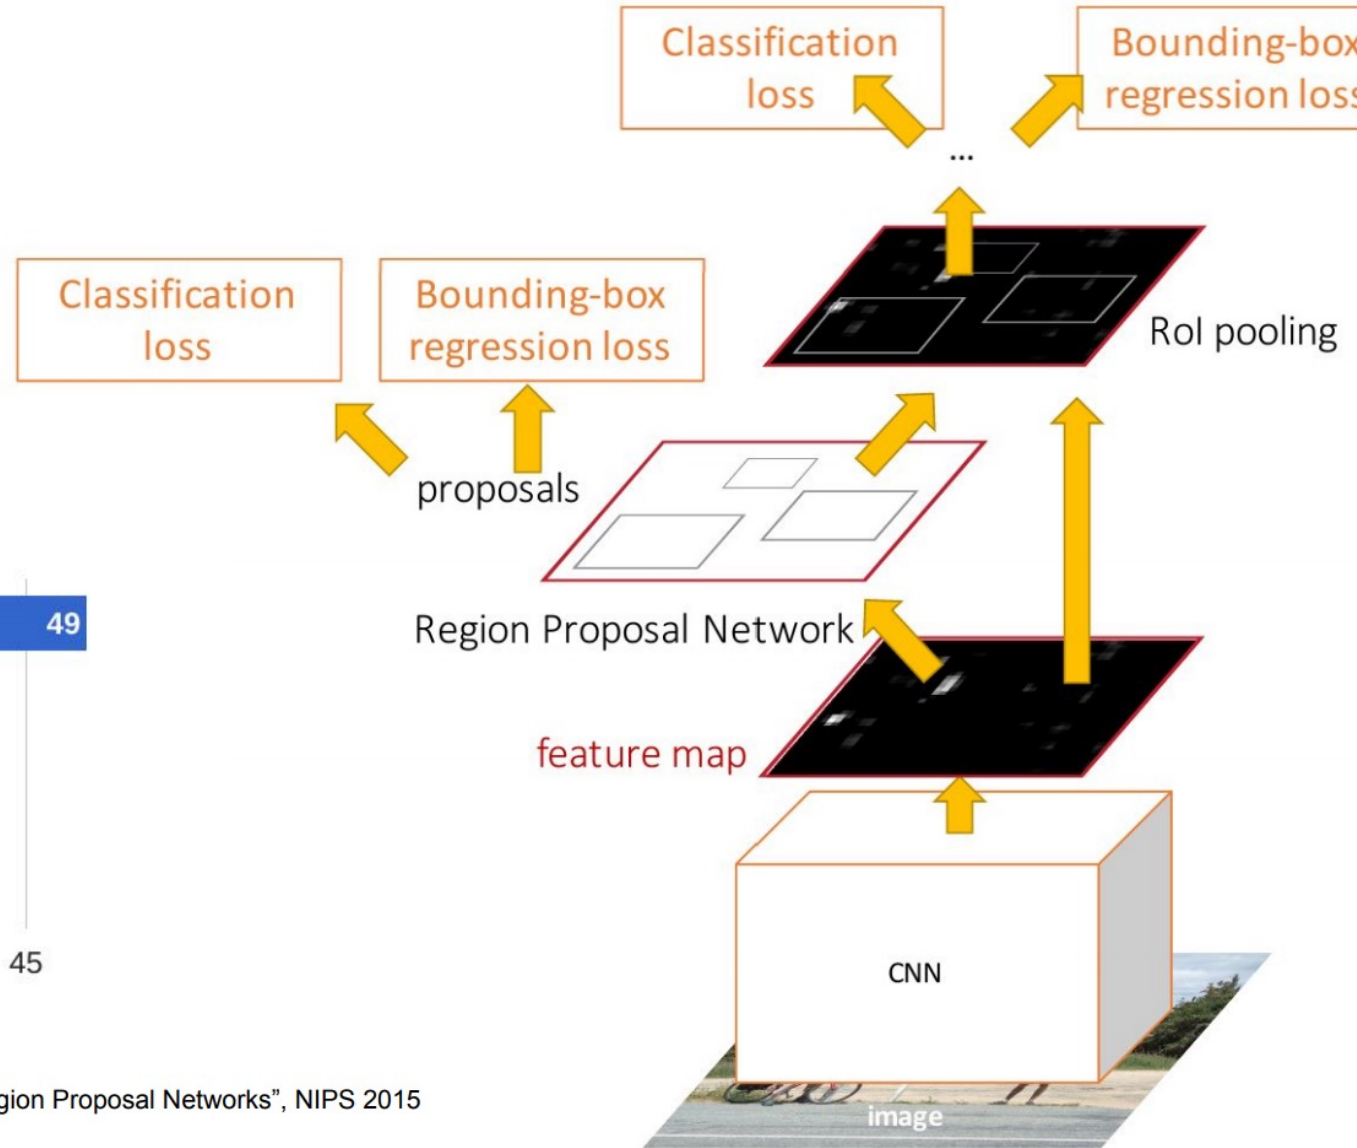 Classification
loss
Bounding-box
regression loss
...
Classification
loss
Bounding-box
regression loss
RoI pooling
proposals
49
Region Proposal Network
feature map
45
CNN
gion Proposal Networks”, NIPS 2015
image